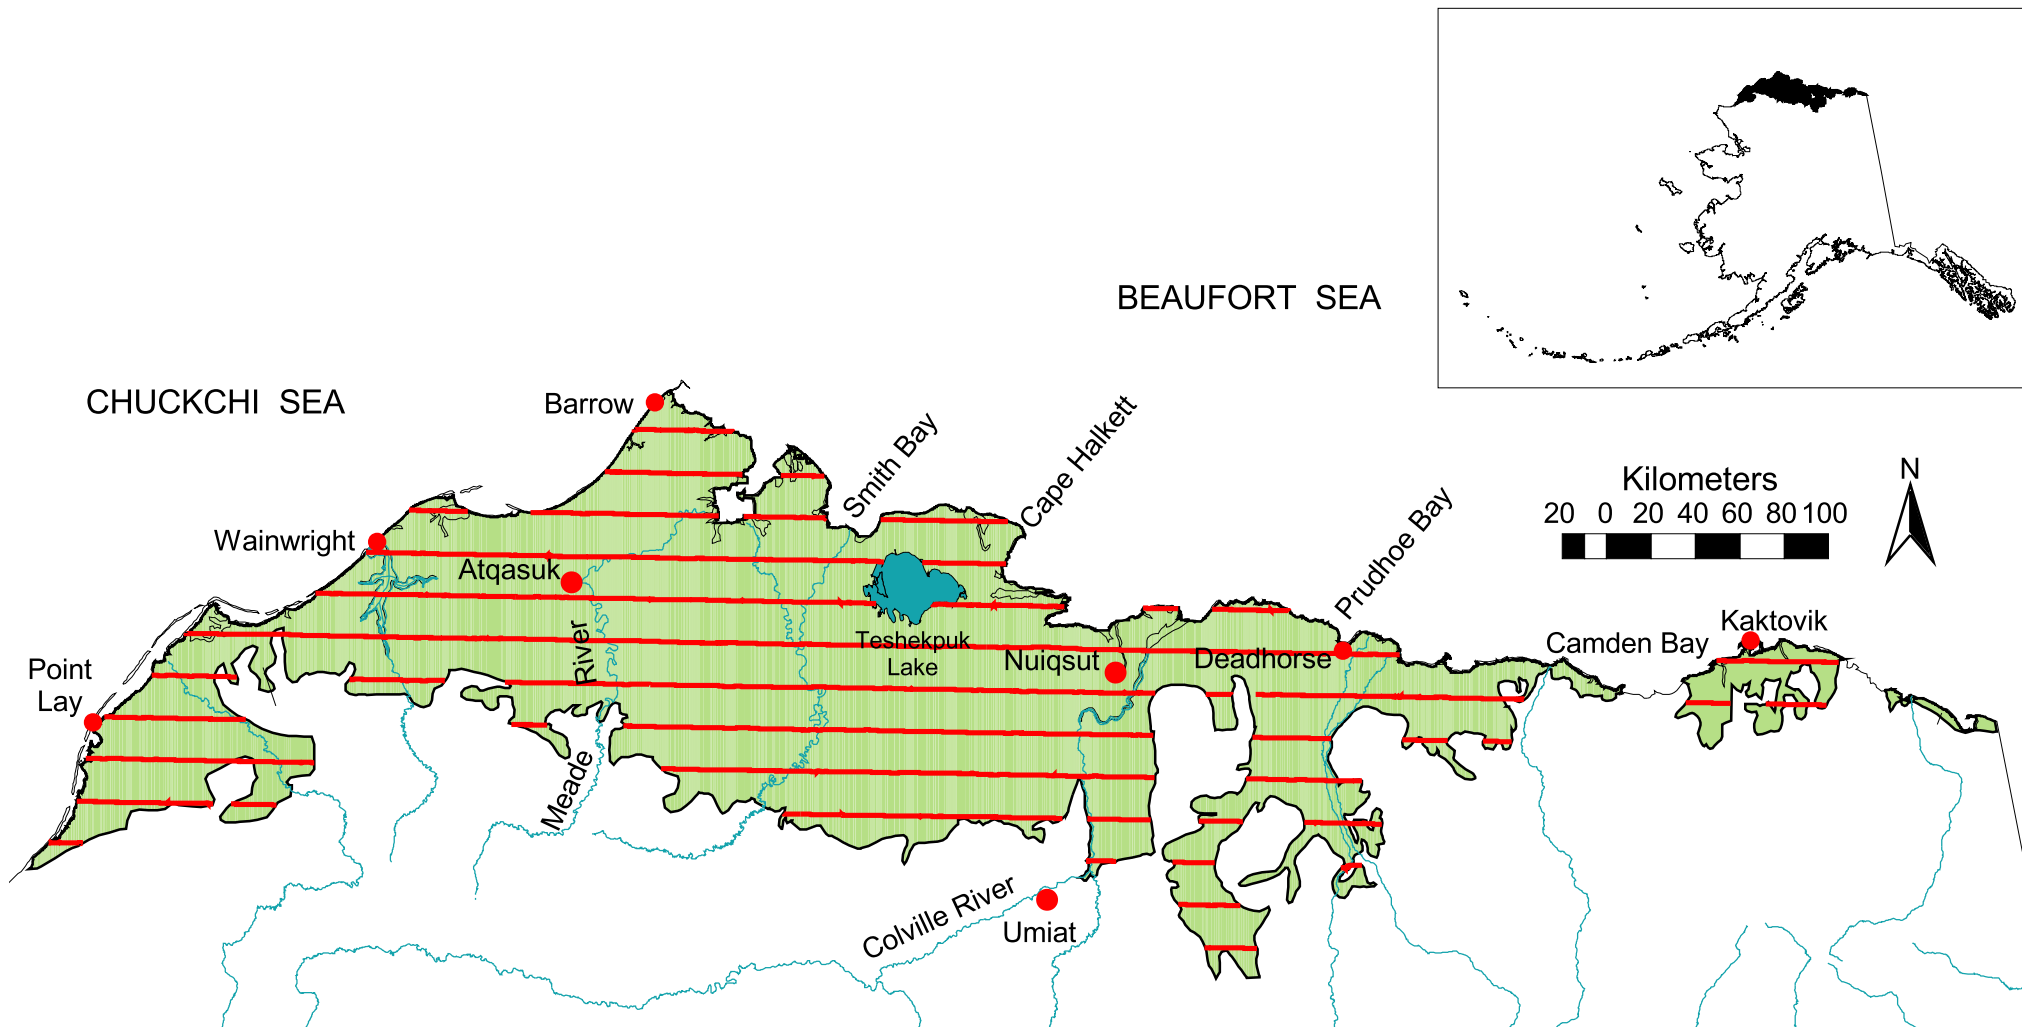 BEAUFORT SEA
CHUCKCHI SEA
Barrow
Smith Bay
Cape Halkett
Kilometers
20 0 20 40 60 80 100
N
Wainwright
Atqasuk
Prudhoe Bay
River
Teshekpuk
Lake
Nuiqsut
Deadhorse
Camden Bay
Kaktovik
Point
Lay
Meade
Colville River
Umiat